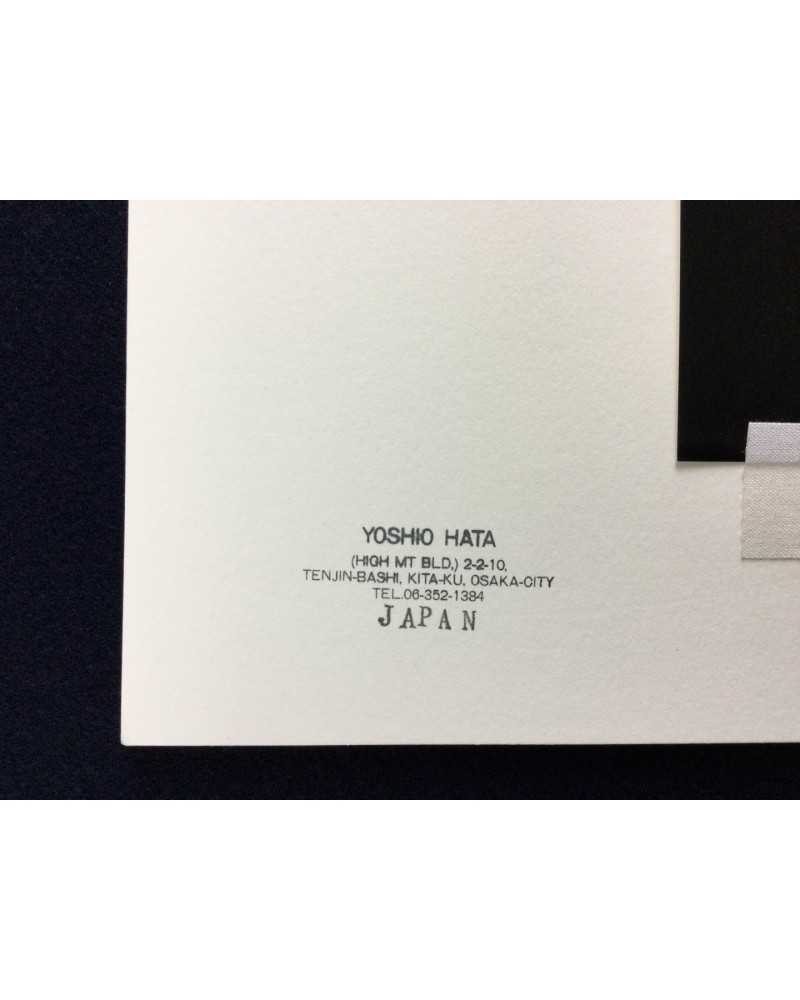 YOSHIO HATA
(HIGH MT BLD,) 2-2-10,
TENJIN-BASHI, KITA-KU, OSAKA-CITY
TEL.06-352-1384
JAPAN